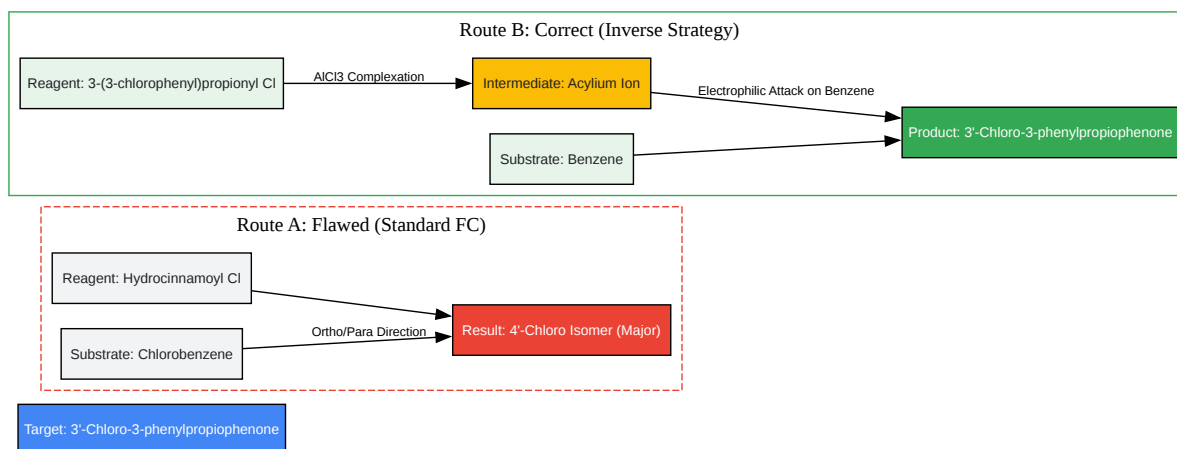 Route B: Correct (Inverse Strategy)
Reagent: 3-(3-chlorophenyl)propionyl Cl
AlCl3 Complexation
Intermediate: Acylium Ion
Electrophilic Attack on Benzene
Substrate: Benzene
Product: 3'-Chloro-3-phenylpropiophenone
Route A: Flawed (Standard FC)
Reagent: Hydrocinnamoyl Cl
Substrate: Chlorobenzene
Ortho/Para Direction
Result: 4'-Chloro Isomer (Major)
Target: 3'-Chloro-3-phenylpropiophenone